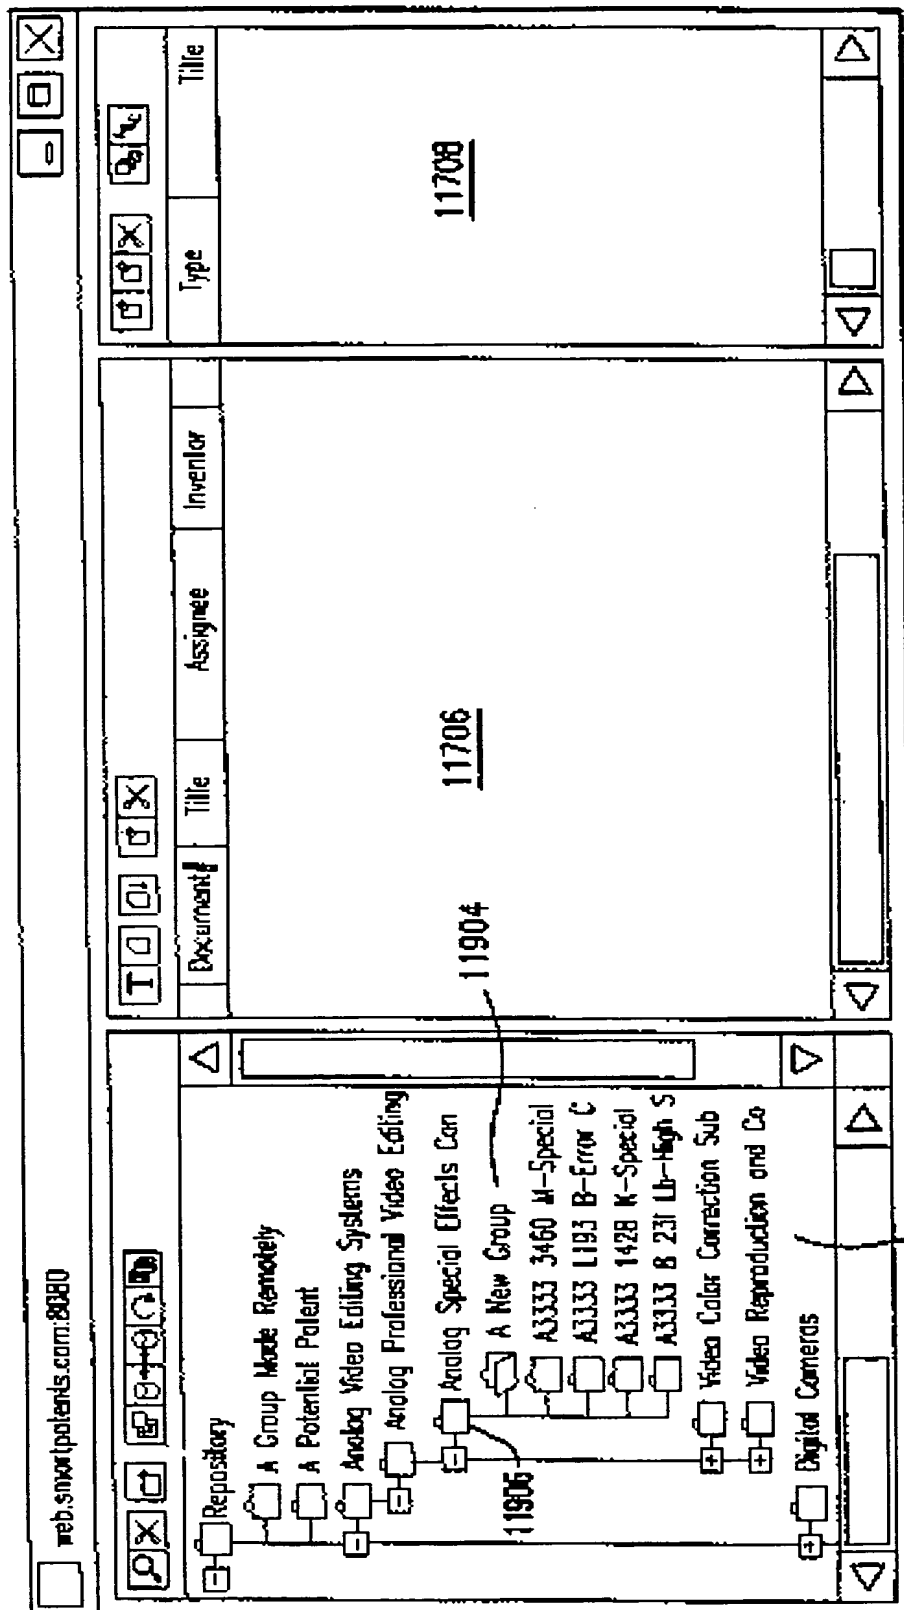 web.smartpatents.com:8080
Repository
A Group Made Remotely
A Potential Patent
Analog Video Editing Systems
Analog Professional Video Editing
Analog Special Effects Con
A New Group
A3333 3460 M-Special
A3333 L193 B-Error C
A3333 1428 K-Special
A3333 B 231 Lb-High S
Video Color Correction Sub
Video Reproduction and Co
Digital Cameras
11906
11904
T
Document
Title
Assignee
Inventor
11706
Type
Title
11708